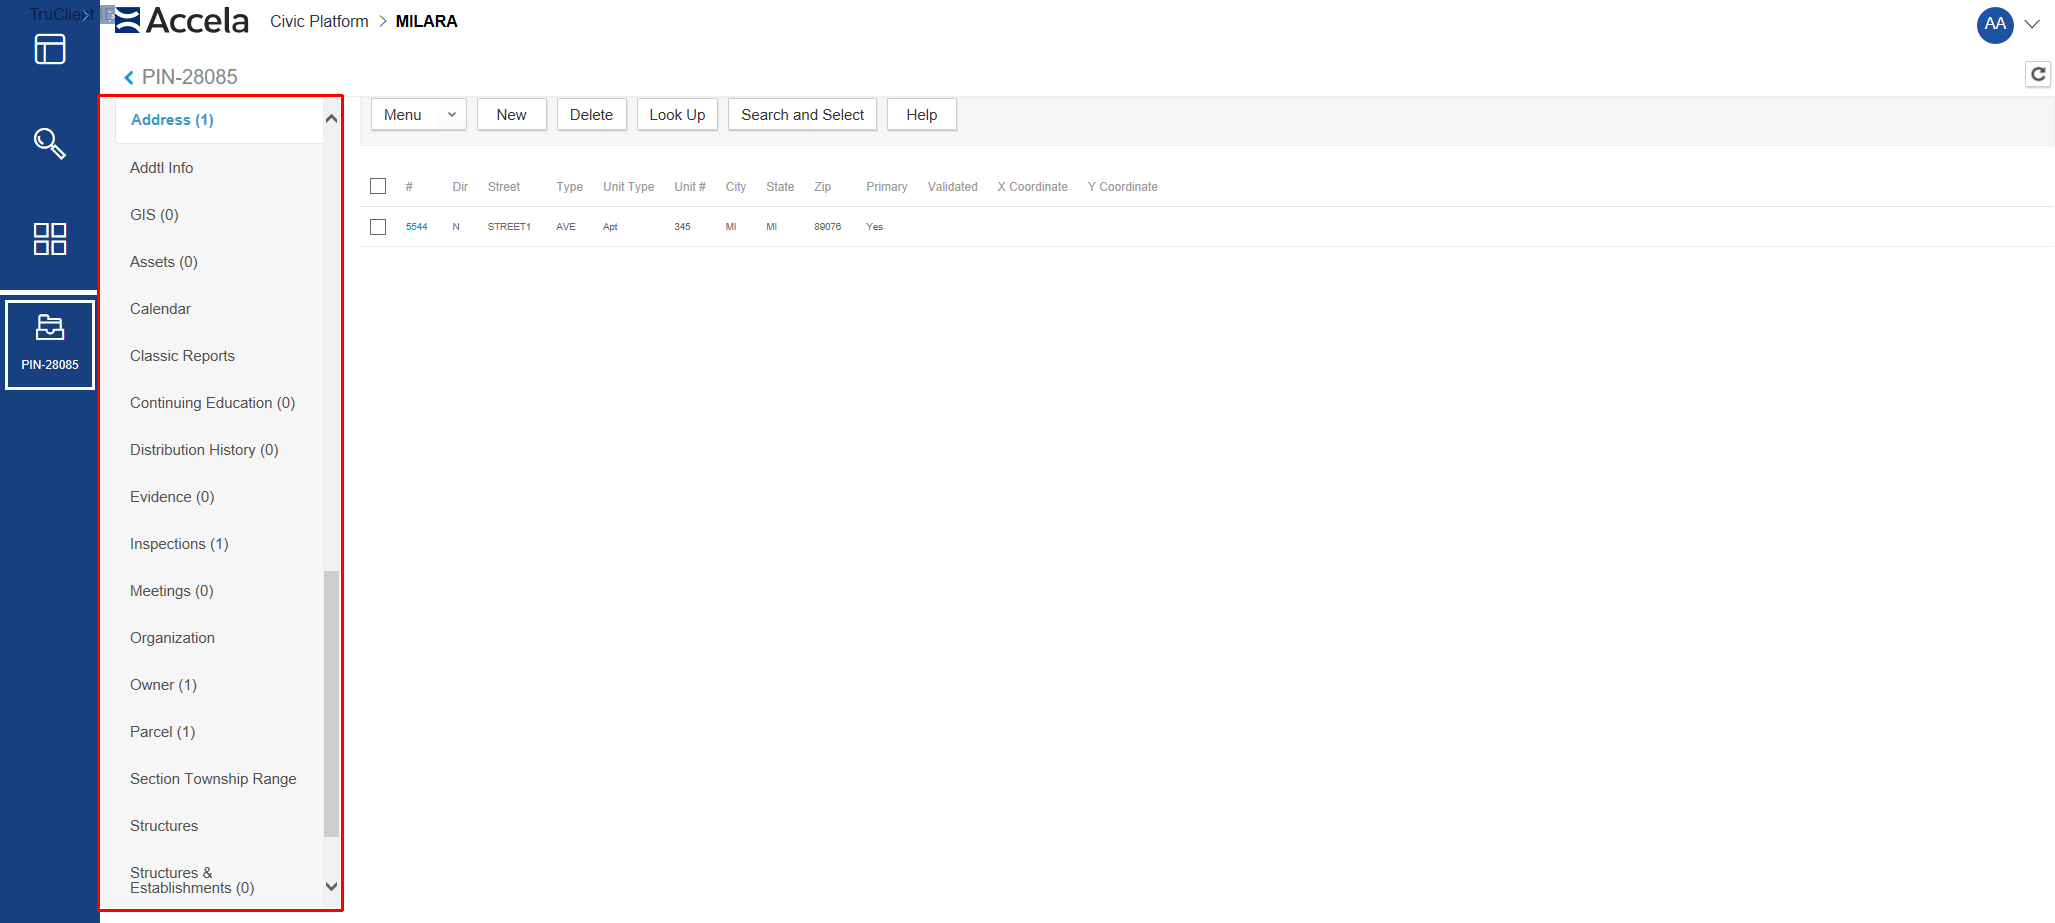 TruClient
Accela Civic Platform > MILARA
AA
PIN-28085
Address (1)
Addtl Info
GIS (0)
Assets (0)
Calendar
Classic Reports
Continuing Education (0)
Distribution History (0)
Evidence (0)
Inspections (1)
Meetings (0)
Organization
Owner (1)
Parcel (1)
Section Township Range
Structures
Structures &
Establishments (0)
PIN-28085
Menu New Delete Look Up Search and Select Help
# Dir Street Type Unit Type Unit # City State Zip Primary Validated X Coordinate Y Coordinate
5544 N STREET1 AVE Apt 345 MI MI 89076 Yes